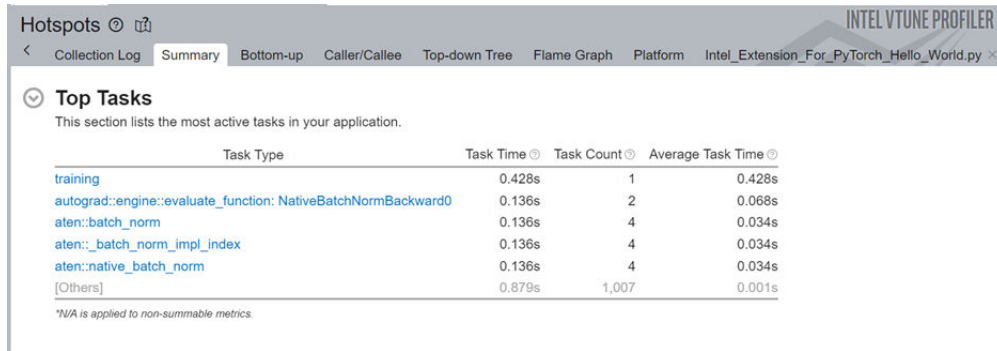 Hotspots
INTEL VTUNE PROFILER
Collection Log Summary Bottom-up Caller/Callee Top-down Tree Flame Graph Platform Intel_Extension_For_PyTorch_Hello_World.py
Top Tasks
This section lists the most active tasks in your application.
Task Type Task Time Task Count Average Task Time
training 0.428s 1 0.428s
autograd::engine::evaluate_function: NativeBatchNormBackward0 0.136s 2 0.068s
aten::batch_norm 0.136s 4 0.034s
aten::_batch_norm_impl_index 0.136s 4 0.034s
aten::native_batch_norm 0.136s 4 0.034s
[Others] 0.879s 1,007 0.001s
*N/A is applied to non-summable metrics.